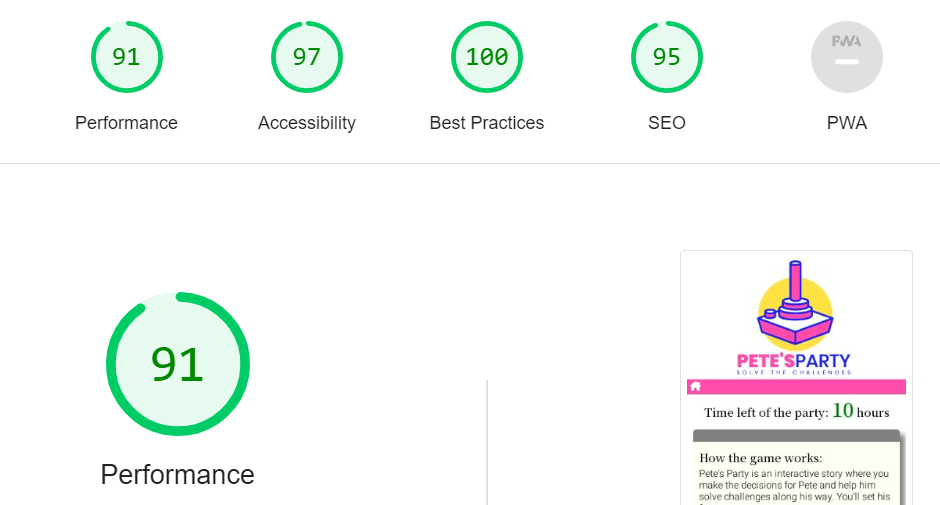 91
97
100
95
PWA
Performance
Accessibility
Best Practices
SEO
PWA
91
Performance
PETE'SPARTY
SOLVE THE CHALLENGES
Time left of the party: 10 hours
How the game works:
Pete's Party is an interactive story where you
make the decisions for Pete and help him
solve challenges along his way. You'll set his